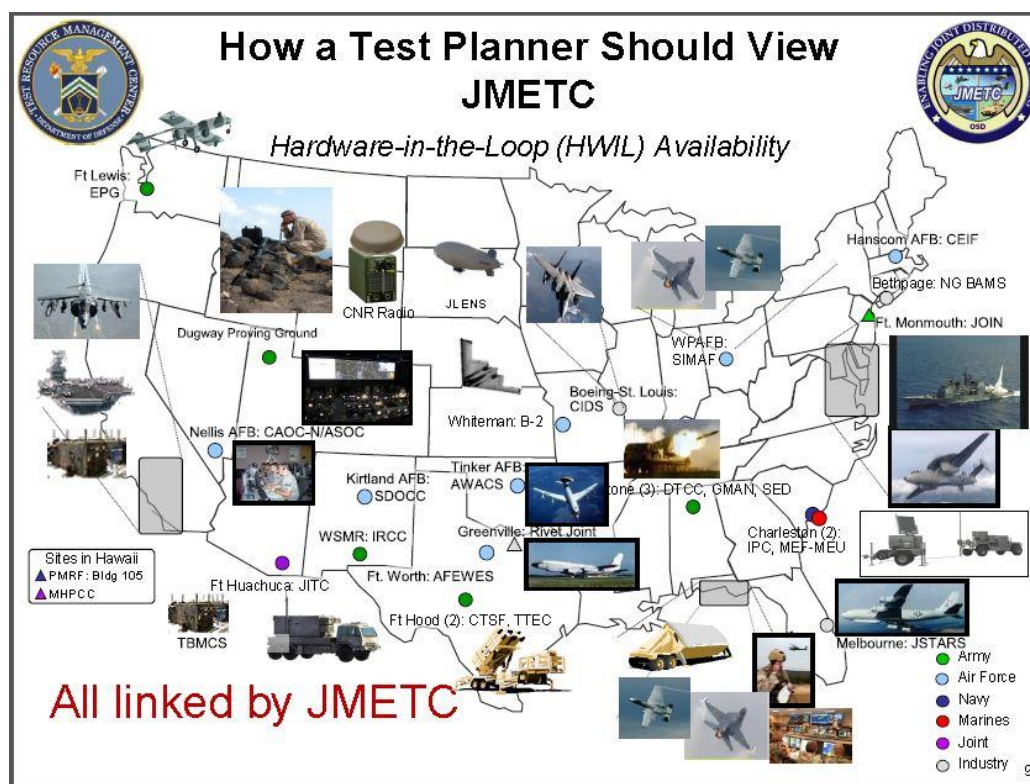 How a Test Planner Should View
JMETC
Hardware-in-the-Loop (HWIL) Availability
TEST RESOURCE MANAGEMENT CENTER
DEPARTMENT OF DEFENSE
ENABLING JOINT DISTRIBUTED
JMETC
OSD
Ft Lewis:
EPG
Hanscom AFB: CEIF
Bethpage: NG BAMS
CNR Radio
JLENS
Ft. Monmouth: JOIN
Dugway Proving Ground
WPAFB:
SIMAF
Boeing-St. Louis:
CIDS
Whiteman: B-2
Nellis AFB: CAOC-N/ASOC
Kirtland AFB:
SDOCC
Tinker AFB:
AWACS
tone (3): DTCC, GMAN, SED
WSMR: IRCC
Greenville: Rivet Joint
Charleston (2):
IPC, MEF-MEU
Sites in Hawaii
PMRF: Bldg 105
MHPCC
Ft Huachuca: JITC
Ft. Worth: AFEWES
Ft Hood (2): CTSF, TTEC
TBMCS
Melbourne: JSTARS
All linked by JMETC
Army
Air Force
Navy
Marines
Joint
Industry
9